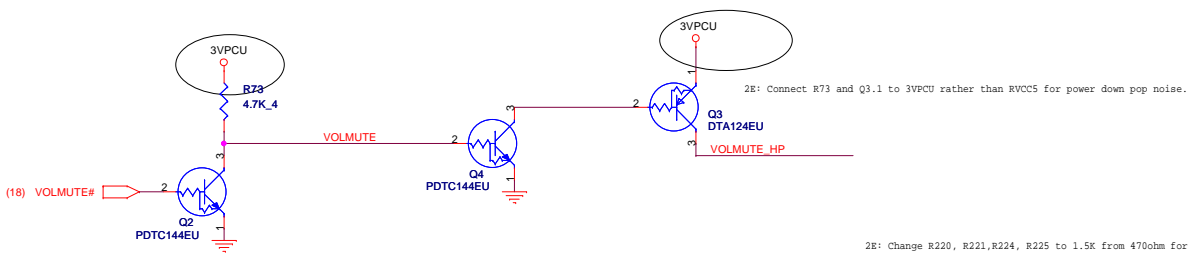 3VPCU
3VPCU
R73
4.7K_4
1
2E: Connect R73 and Q3.1 to 3VPCU rather than RVCC5 for power down pop noise.
3
2
Q3
DTA124EU
VOLMUTE
2
3
VOLMUTE_HP
3
Q4
PDTC144EU
1
(18) VOLMUTE#
2
Q2
PDTC144EU
1
2E: Change R220, R221,R224, R225 to 1.5K from 470ohm for